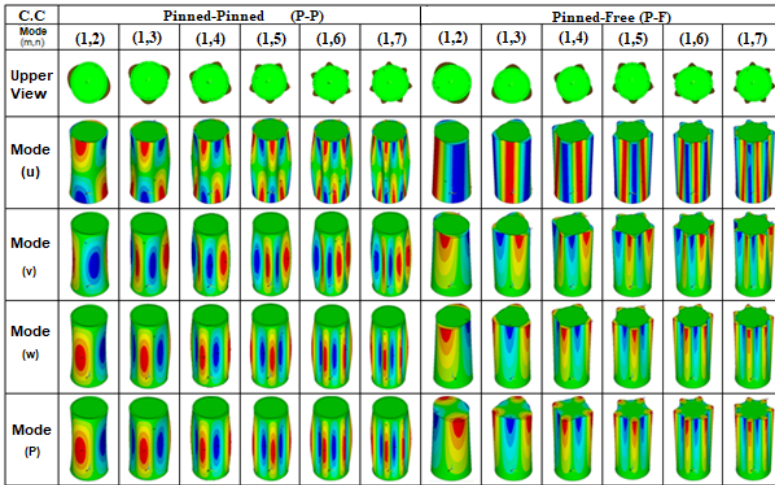 C.C Pinned-Pinned (P-P) Pinned-Free (P-F)
Mode (m,n) (1,2) (1,3) (1,4) (1,5) (1,6) (1,7) (1,2) (1,3) (1,4) (1,5) (1,6) (1,7)
Upper
View
Mode
(u)
Mode
(v)
Mode
(w)
Mode
(P)